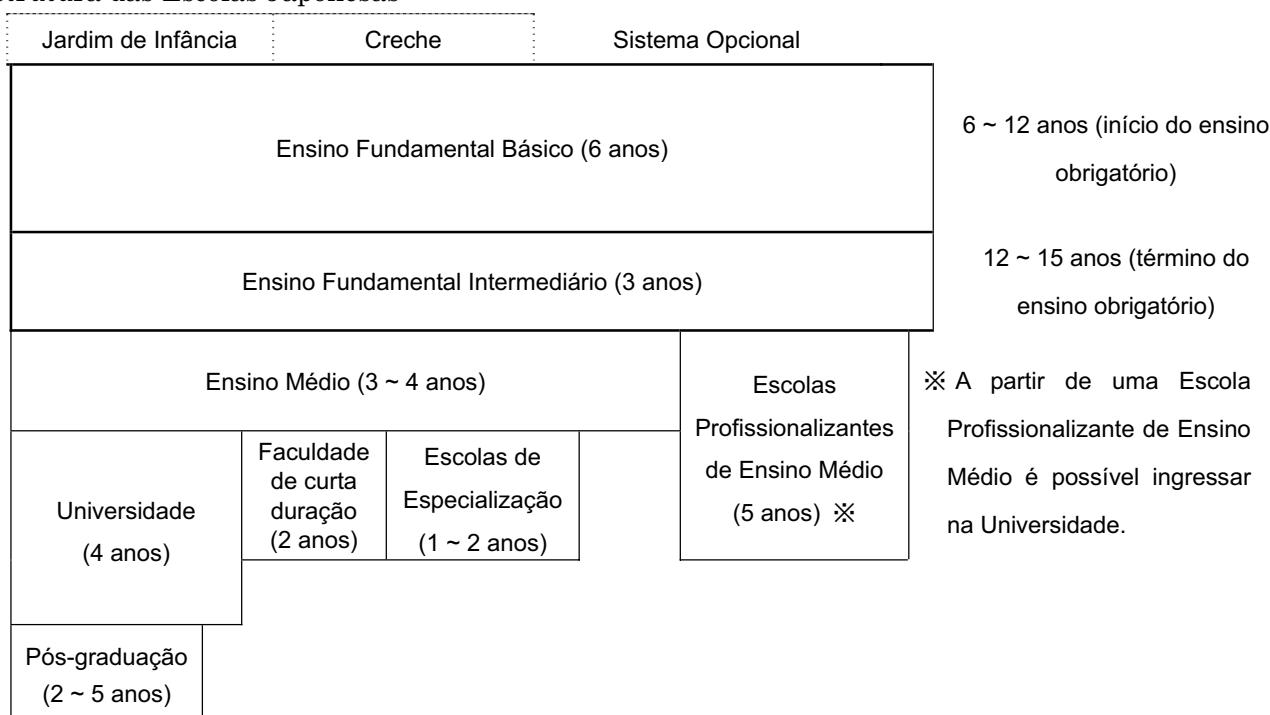 Jardim de Infância
Creche
Sistema Opcional
Ensino Fundamental Básico (6 anos)
6 ~ 12 anos (início do ensino
obrigatório)
Ensino Fundamental Intermediário (3 anos)
12 ~ 15 anos (término do
ensino obrigatório)
Ensino Médio (3 ~ 4 anos)
Escolas
Profissionalizantes
de Ensino Médio
(5 anos) ※
※ A partir de uma Escola
Profissionalizante de Ensino
Médio é possível ingressar
na Universidade.
Universidade
(4 anos)
Faculdade
de curta
duração
(2 anos)
Escolas de
Especialização
(1 ~ 2 anos)
Pós-graduação
(2 ~ 5 anos)